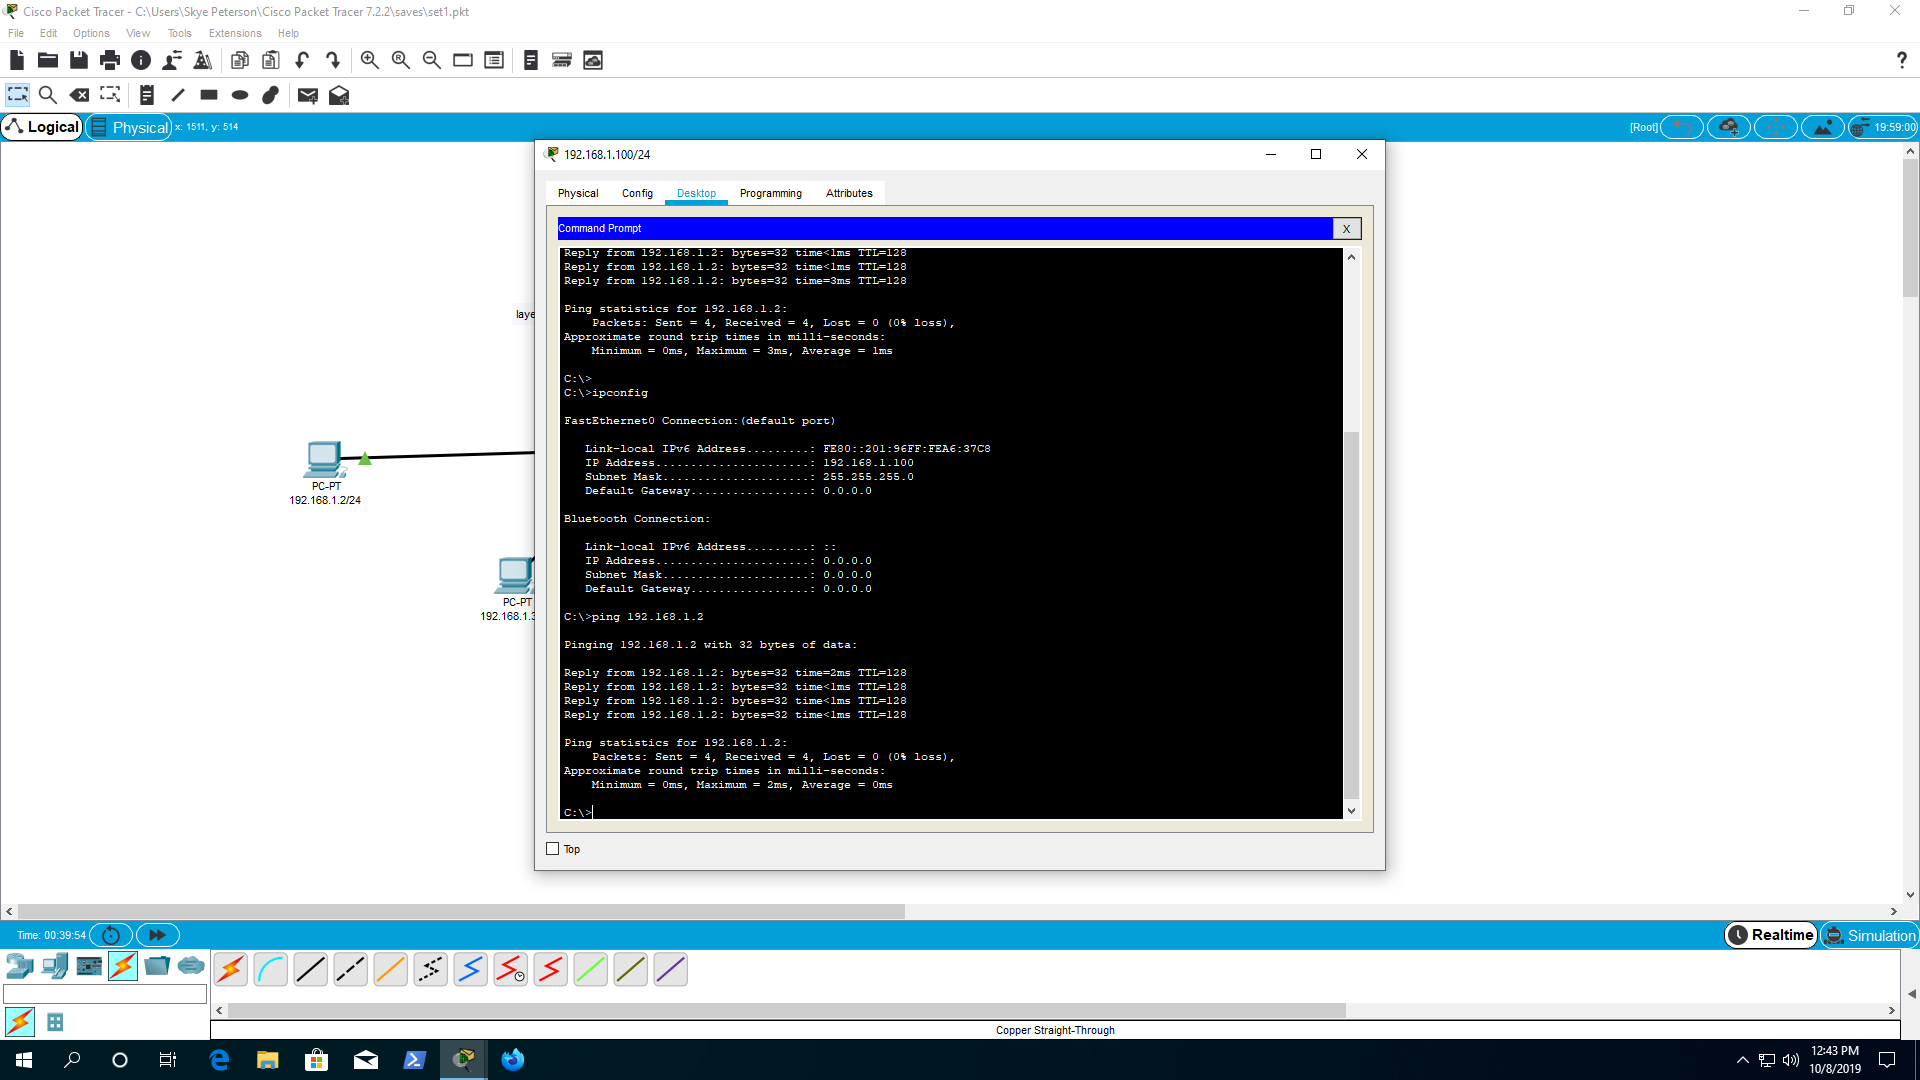 Cisco Packet Tracer - C:\Users\Skye Peterson\Cisco Packet Tracer 7.2.2\saves\set1.pkt
File Edit Options View Tools Extensions Help
Logical Physical x: 1511, y: 514 [Root] 19:59:00
192.168.1.100/24
Physical Config Desktop Programming Attributes
Command Prompt X
Reply from 192.168.1.2: bytes=32 time<1ms TTL=128
Reply from 192.168.1.2: bytes=32 time<1ms TTL=128
Reply from 192.168.1.2: bytes=32 time=3ms TTL=128
Ping statistics for 192.168.1.2:
Packets: Sent = 4, Received = 4, Lost = 0 (0% loss),
Approximate round trip times in milli-seconds:
Minimum = 0ms, Maximum = 3ms, Average = 1ms
C:\>
C:\>ipconfig
FastEthernet0 Connection:(default port)
Link-local IPv6 Address.........: FE80::201:96FF:FEA6:37C8
IP Address......................: 192.168.1.100
Subnet Mask.....................: 255.255.255.0
Default Gateway.................: 0.0.0.0
Bluetooth Connection:
Link-local IPv6 Address.........: ::
IP Address......................: 0.0.0.0
Subnet Mask.....................: 0.0.0.0
Default Gateway.................: 0.0.0.0
C:\>ping 192.168.1.2
Pinging 192.168.1.2 with 32 bytes of data:
Reply from 192.168.1.2: bytes=32 time=2ms TTL=128
Reply from 192.168.1.2: bytes=32 time<1ms TTL=128
Reply from 192.168.1.2: bytes=32 time<1ms TTL=128
Reply from 192.168.1.2: bytes=32 time<1ms TTL=128
Ping statistics for 192.168.1.2:
Packets: Sent = 4, Received = 4, Lost = 0 (0% loss),
Approximate round trip times in milli-seconds:
Minimum = 0ms, Maximum = 2ms, Average = 0ms
C:\>
Top
laye
PC-PT
192.168.1.2/24
PC-PT
192.168.1.3
Time: 00:39:54 Realtime Simulation
Copper Straight-Through
12:43 PM
10/8/2019